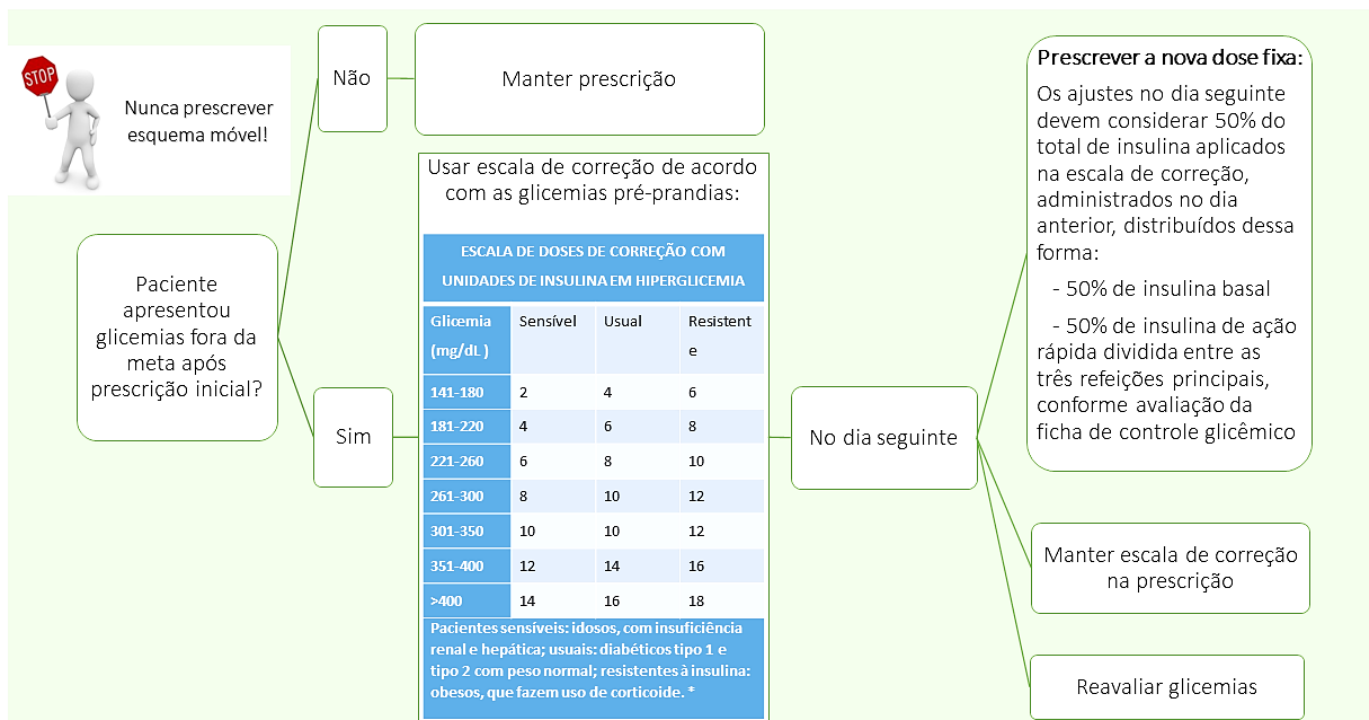 STOP
Nunca prescrever
esquema móvel!
Paciente
apresentou
glicemias fora da
meta após
prescrição inicial?
Não
Manter prescrição
Sim
Usar escala de correção de acordo
com as glicemias pré-prandias:
ESCALA DE DOSES DE CORREÇÃO COM
UNIDADES DE INSULINA EM HIPERGLICEMIA
Glicemia (mg/dL) Sensível Usual Resistente
141-180 2 4 6
181-220 4 6 8
221-260 6 8 10
261-300 8 10 12
301-350 10 10 12
351-400 12 14 16
>400 14 16 18
Pacientes sensíveis: idosos, com insuficiência
renal e hepática; usuais: diabéticos tipo 1 e
tipo 2 com peso normal; resistentes à insulina:
obesos, que fazem uso de corticoide. *
No dia seguinte
Prescrever a nova dose fixa:
Os ajustes no dia seguinte
devem considerar 50% do
total de insulina aplicados
na escala de correção,
administrados no dia
anterior, distribuídos dessa
forma:
- 50% de insulina basal
- 50% de insulina de ação
rápida dividida entre as
três refeições principais,
conforme avaliação da
ficha de controle glicêmico
Manter escala de correção
na prescrição
Reavaliar glicemias